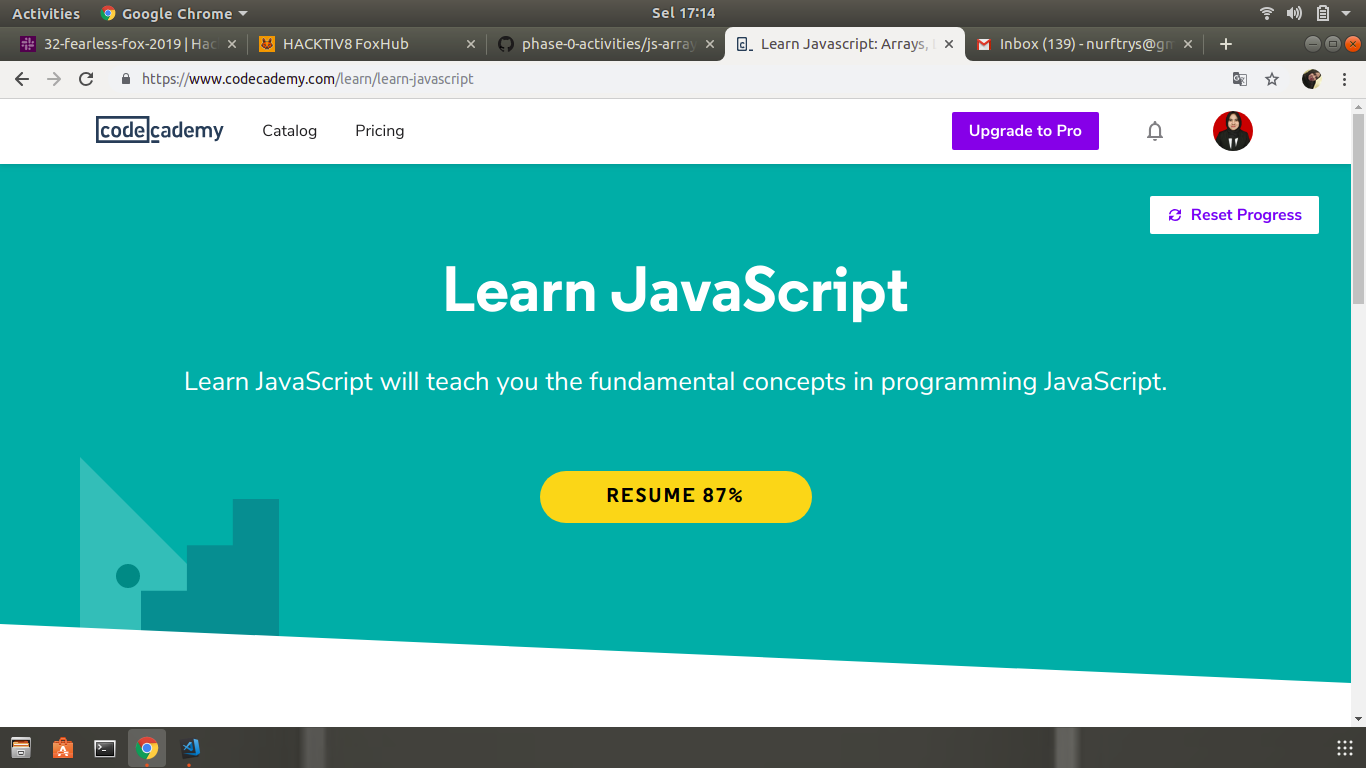 Activities Google Chrome Sel 17:14
32-fearless-fox-2019 | Hac HACKTIV8 FoxHub phase-0-activities/js-array Learn Javascript: Arrays, Inbox (139) - nurftrys@gm
https://www.codecademy.com/learn/learn-javascript
codecademy Catalog Pricing Upgrade to Pro
Reset Progress
Learn JavaScript
Learn JavaScript will teach you the fundamental concepts in programming JavaScript.
RESUME 87%